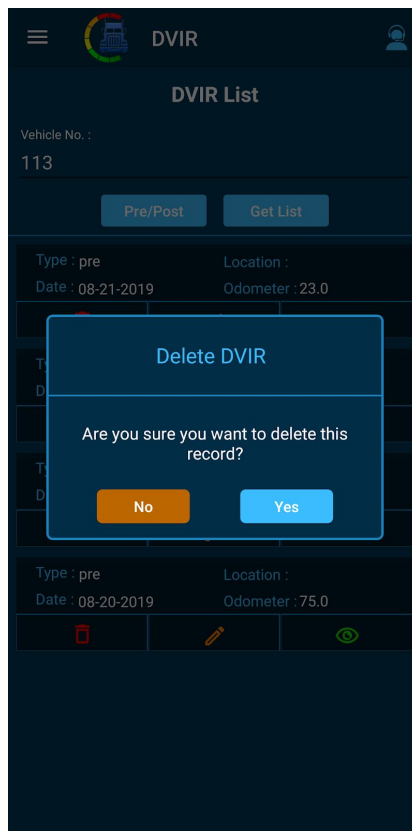 DVIR
DVIR List
Vehicle No. :
113
Pre/Post Get List
Type : pre Location :
Date : 08-21-2019 Odometer : 23.0
Delete DVIR
Are you sure you want to delete this
record?
No Yes
Type : pre Location :
Date : 08-20-2019 Odometer : 75.0